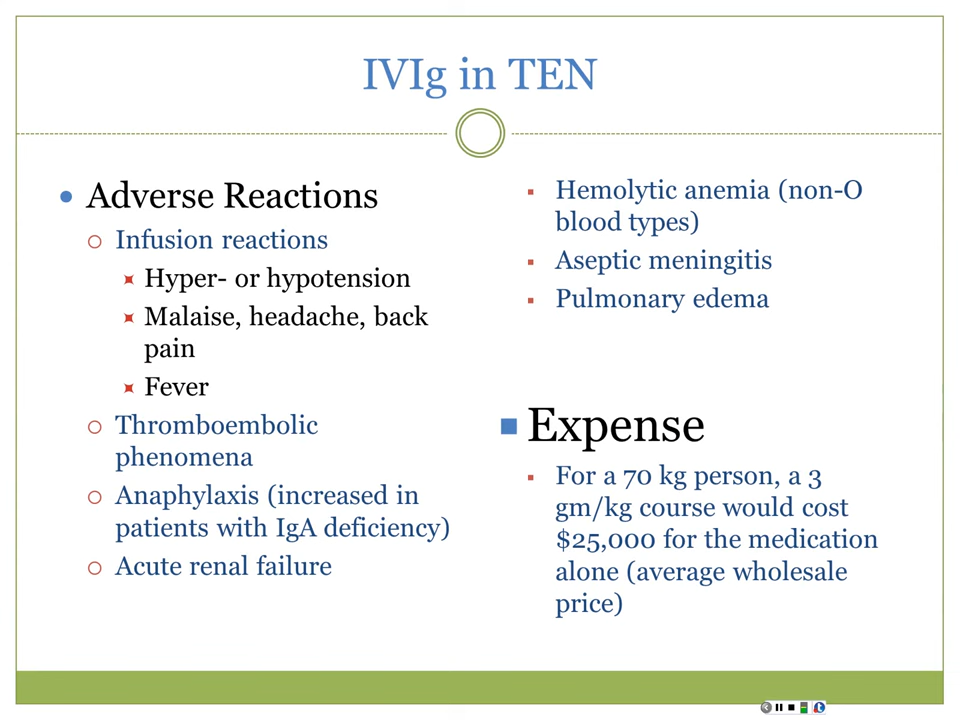 IVIg in TEN
Adverse Reactions
Infusion reactions
Hyper- or hypotension
Malaise, headache, back
pain
Fever
Thromboembolic
phenomena
Anaphylaxis (increased in
patients with IgA deficiency)
Acute renal failure
Hemolytic anemia (non-O
blood types)
Aseptic meningitis
Pulmonary edema
Expense
For a 70 kg person, a 3
gm/kg course would cost
$25,000 for the medication
alone (average wholesale
price)